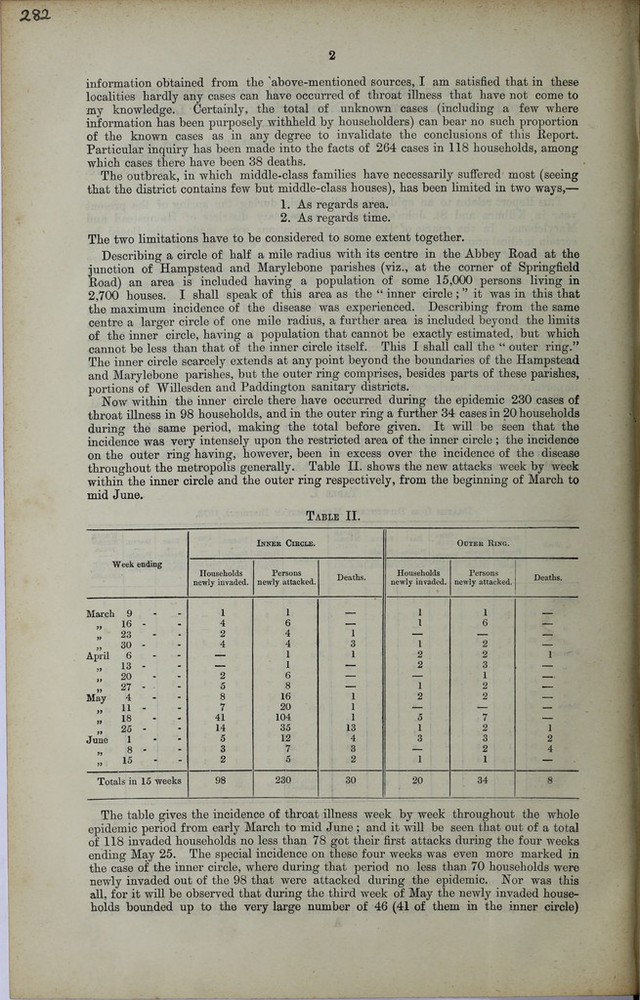 282
2
information obtained from the above-mentioned sources, I am satisfied that in these
localities hardly any cases can have occurred of throat illness that have not come to
my knowledge. Certainly, the total of unknown cases (including a few where
information has been purposely withheld by householders) can bear no such proportion
of the known cases as in any degree to invalidate the conclusions of this Report.
Particular inquiry has been made into the facts of 264 cases in 118 households, among
which cases there have been 38 deaths.
The outbreak, in which middle-class families have necessarily suffered most (seeing
that the district contains few but middle-class houses), has been limited in two ways,—
1. As regards area.
2. As regards time.
The two limitations have to be considered to some extent together.
Describing a circle of half a mile radius with its centre in the Abbey Road at the
junction of Hampstead and Marylebone parishes (viz., at the corner of Springfield
Road) an area is included having a population of some 15,000 persons living in
2,700 houses. I shall speak of this area as the “ inner circle ; ” it was in this that
the maximum incidence of the disease was experienced. Describing from the same
centre a larger circle of one mile radius, a further area is included beyond the limits
of the inner circle, having a population that cannot be exactly estimated, but which
cannot be less than that of the inner circle itself. This I shall call the “ outer ring.”
The inner circle scarcely extends at any point beyond the boundaries of the Hampstead
and Marylebone parishes, but the outer ring comprises, besides parts of these parishes,
portions of Willesden and Paddington sanitary districts.
Now within the inner circle there have occurred during the epidemic 230 cases of
throat illness in 98 households, and in the outer ring a further 34 cases in 20 households
during the same period, making the total before given. It will be seen that the
incidence was very intensely upon the restricted area of the inner circle ; the incidence
on the outer ring having, however, been in excess over the incidence of the disease
throughout the metropolis generally. Table II. shows the new attacks week by week
within the inner circle and the outer ring respectively, from the beginning of March to
mid June.
TABLE II.
Week ending | INNER CIRCLE. | OUTER RING.
Households newly invaded. | Persons newly attacked. | Deaths. | Households newly invaded. | Persons newly attacked. | Deaths.
March 9 - - | 1 | 1 | — | 1 | 1 | —
„ 16 - - | 4 | 6 | — | 1 | 6 | —
„ 23 - - | 2 | 4 | 1 | — | — | —
„ 30 - - | 4 | 4 | 3 | 1 | 2 | —
April 6 - - | — | 1 | 1 | 2 | 2 | 1
„ 13 - - | — | 1 | — | 2 | 3 | —
„ 20 - - | 2 | 6 | — | — | 1 | —
„ 27 - - | 5 | 8 | — | 1 | 2 | —
May 4 - - | 8 | 16 | 1 | 2 | 2 | —
„ 11 - - | 7 | 20 | 1 | — | — | —
„ 18 - - | 41 | 104 | 1 | 5 | 7 | —
„ 25 - - | 14 | 35 | 13 | 1 | 2 | 1
June 1 - - | 5 | 12 | 4 | 3 | 3 | 2
„ 8 - - | 3 | 7 | 3 | — | 2 | 4
„ 15 - - | 2 | 5 | 2 | 1 | 1 | —
Totals in 15 weeks | 98 | 230 | 30 | 20 | 34 | 8
The table gives the incidence of throat illness week by week throughout the whole
epidemic period from early March to mid June ; and it will be seen that out of a total
of 118 invaded households no less than 78 got their first attacks during the four weeks
ending May 25. The special incidence on these four weeks was even more marked in
the case of the inner circle, where during that period no less than 70 households were
newly invaded out of the 98 that were attacked during the epidemic. Nor was this
all, for it will be observed that during the third week of May the newly invaded house-
holds bounded up to the very large number of 46 (41 of them in the inner circle)